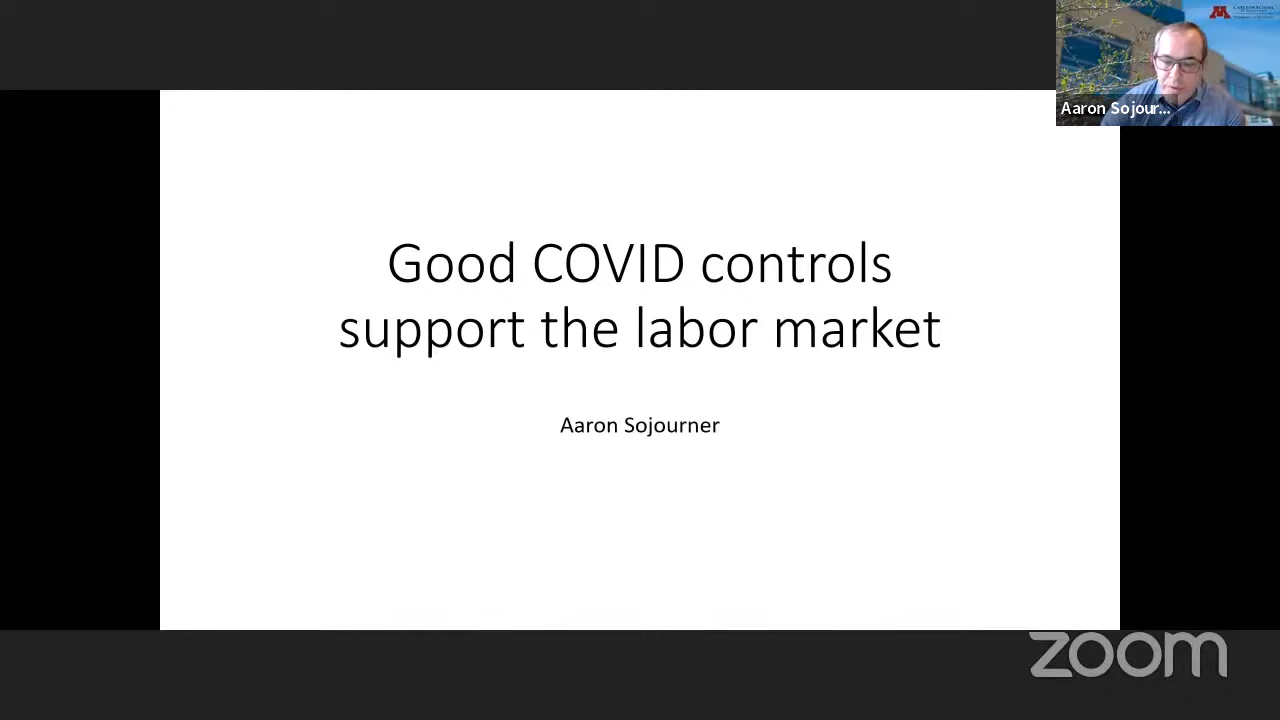 Good COVID controls
support the labor market
Aaron Sojourner
Aaron Sojour...
zoom